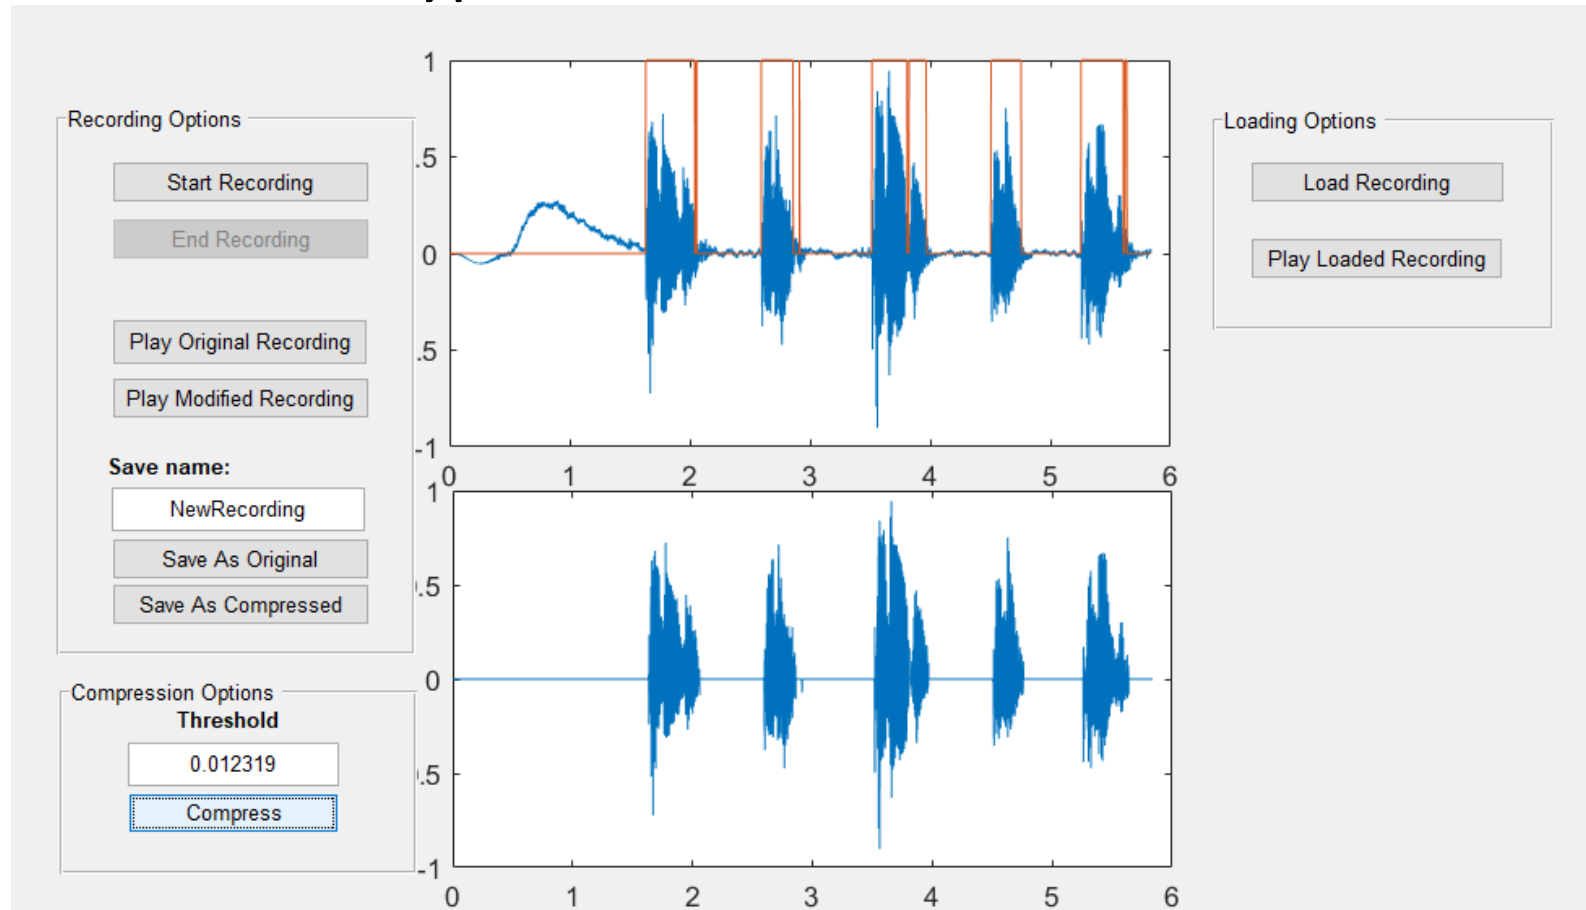 Recording Options
Start Recording
End Recording
Play Original Recording
Play Modified Recording
Save name:
NewRecording
Save As Original
Save As Compressed
Compression Options
Threshold
0.012319
Compress
1
.5
0
.5
-1
0 1 2 3 4 5 6
1
.5
0
.5
-1
0 1 2 3 4 5 6
Loading Options
Load Recording
Play Loaded Recording